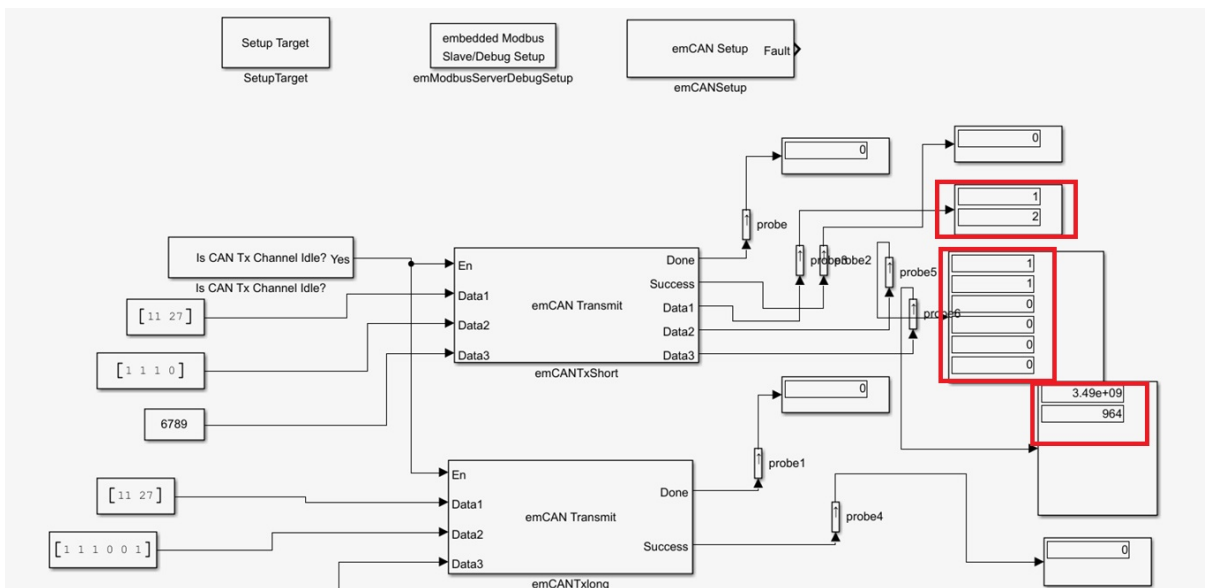 Setup Target
SetupTarget
embedded Modbus
Slave/Debug Setup
emModbusServerDebugSetup
emCAN Setup
Fault
emCANSetup
0
0
1
2
probe
Is CAN Tx Channel Idle?
Yes
Is CAN Tx Channel Idle?
[11 27]
[1 1 1 0]
6789
En
Data1
Data2
Data3
emCAN Transmit
Done
Success
Data1
Data2
Data3
emCANTxShort
probe3
probe2
probe5
probe6
1
1
0
0
0
0
3.49e+09
964
0
probe1
[11 27]
[1 1 1 0 0 1]
En
Data1
Data2
Data3
emCAN Transmit
Done
Success
emCANTxlong
probe4
0